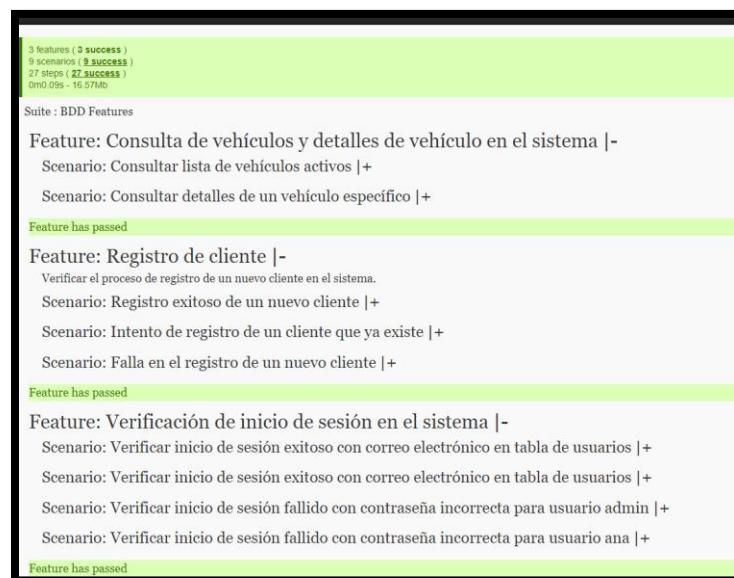 3 features ( 3 success )
9 scenarios ( 9 success )
27 steps ( 27 success )
0m0.09s - 16.57Mb
Suite : BDD Features
Feature: Consulta de vehículos y detalles de vehículo en el sistema |-
Scenario: Consultar lista de vehículos activos |+
Scenario: Consultar detalles de un vehículo específico |+
Feature has passed
Feature: Registro de cliente |-
Verificar el proceso de registro de un nuevo cliente en el sistema.
Scenario: Registro exitoso de un nuevo cliente |+
Scenario: Intento de registro de un cliente que ya existe |+
Scenario: Falla en el registro de un nuevo cliente |+
Feature has passed
Feature: Verificación de inicio de sesión en el sistema |-
Scenario: Verificar inicio de sesión exitoso con correo electrónico en tabla de usuarios |+
Scenario: Verificar inicio de sesión exitoso con correo electrónico en tabla de usuarios |+
Scenario: Verificar inicio de sesión fallido con contraseña incorrecta para usuario admin |+
Scenario: Verificar inicio de sesión fallido con contraseña incorrecta para usuario ana |+
Feature has passed